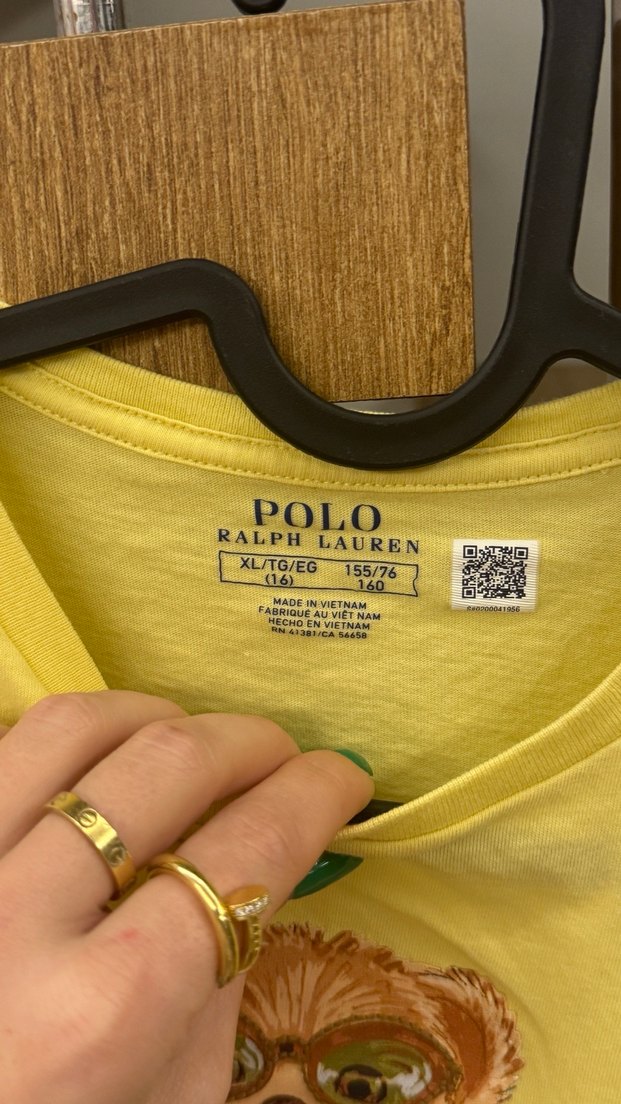 POLO
RALPH LAUREN
XL/TG/EG 155/76
(16) 160
MADE IN VIETNAM
FABRIQUÉ AU VIÊT NAM
HECHO EN VIETNAM
RN 41381/CA 56658